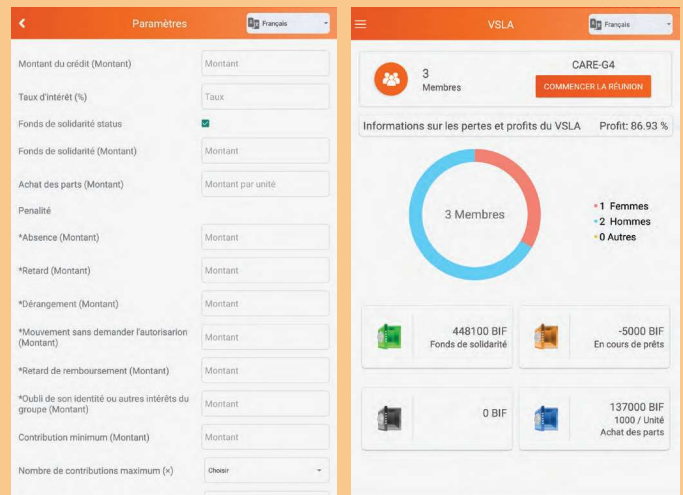 Paramètres
Français
Montant du crédit (Montant)
Montant
Taux d'intérêt (%)
Taux
Fonds de solidarité status
Fonds de solidarité (Montant)
Montant
Achat des parts (Montant)
Montant par unité
Penalité
*Absence (Montant)
Montant
*Retard (Montant)
Montant
*Dérangement (Montant)
Montant
*Mouvement sans demander l'autorisarion
(Montant)
Montant
*Retard de remboursement (Montant)
Montant
*Oubli de son identité ou autres intérêts du
groupe (Montant)
Montant
Contribution minimum (Montant)
Montant
Nombre de contributions maximum (×)
Choisir
VSLA
Français
3
Membres
CARE-G4
COMMENCER LA RÉUNION
Informations sur les pertes et profits du VSLA
Profit: 86.93 %
3 Membres
1 Femmes
2 Hommes
0 Autres
448100 BIF
Fonds de solidarité
-5000 BIF
En cours de prêts
0 BIF
137000 BIF
1000 / Unité
Achat des parts